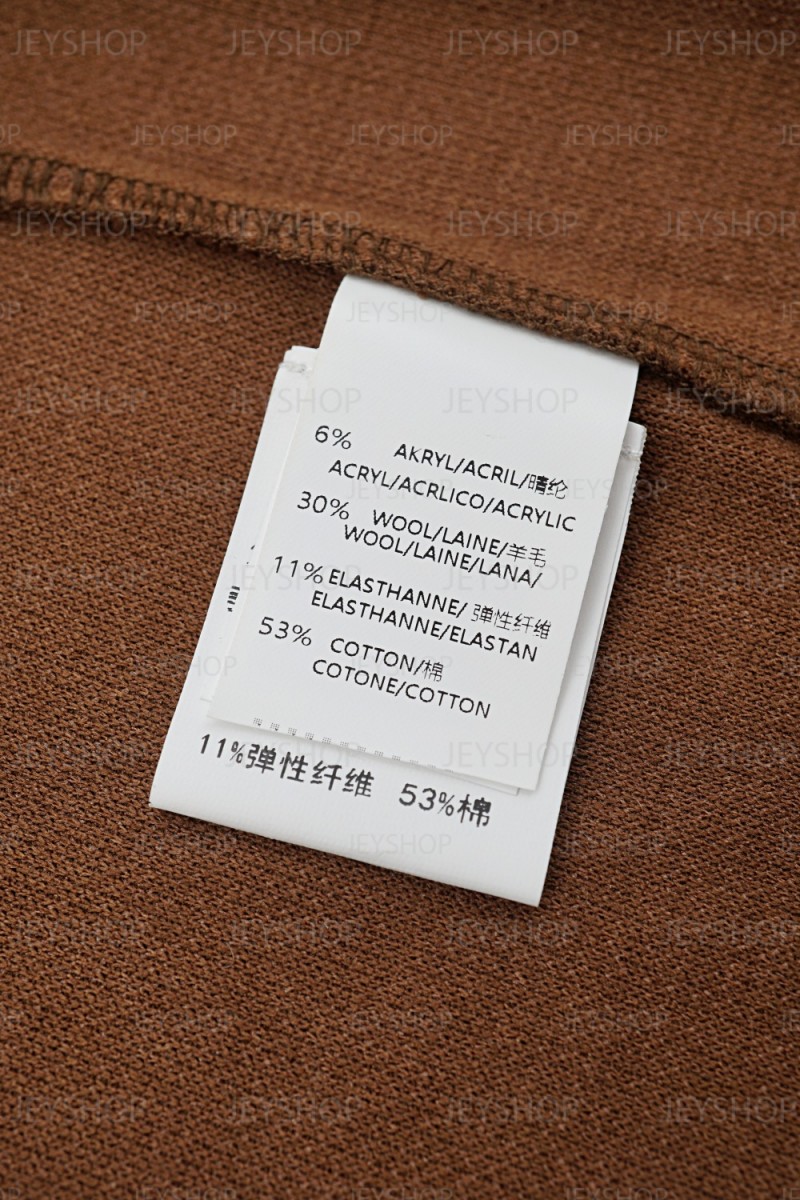 6% AKRYL/ACRIL/晴纶
ACRYL/ACRLICO/ACRYLIC
30% WOOL/LAINE/羊毛
WOOL/LAINE/LANA/
11% ELASTHANNE/ 弹性纤维
ELASTHANNE/ELASTAN
53% COTTON/棉
COTONE/COTTON
11%弹性纤维 53%棉
JEYSHOP